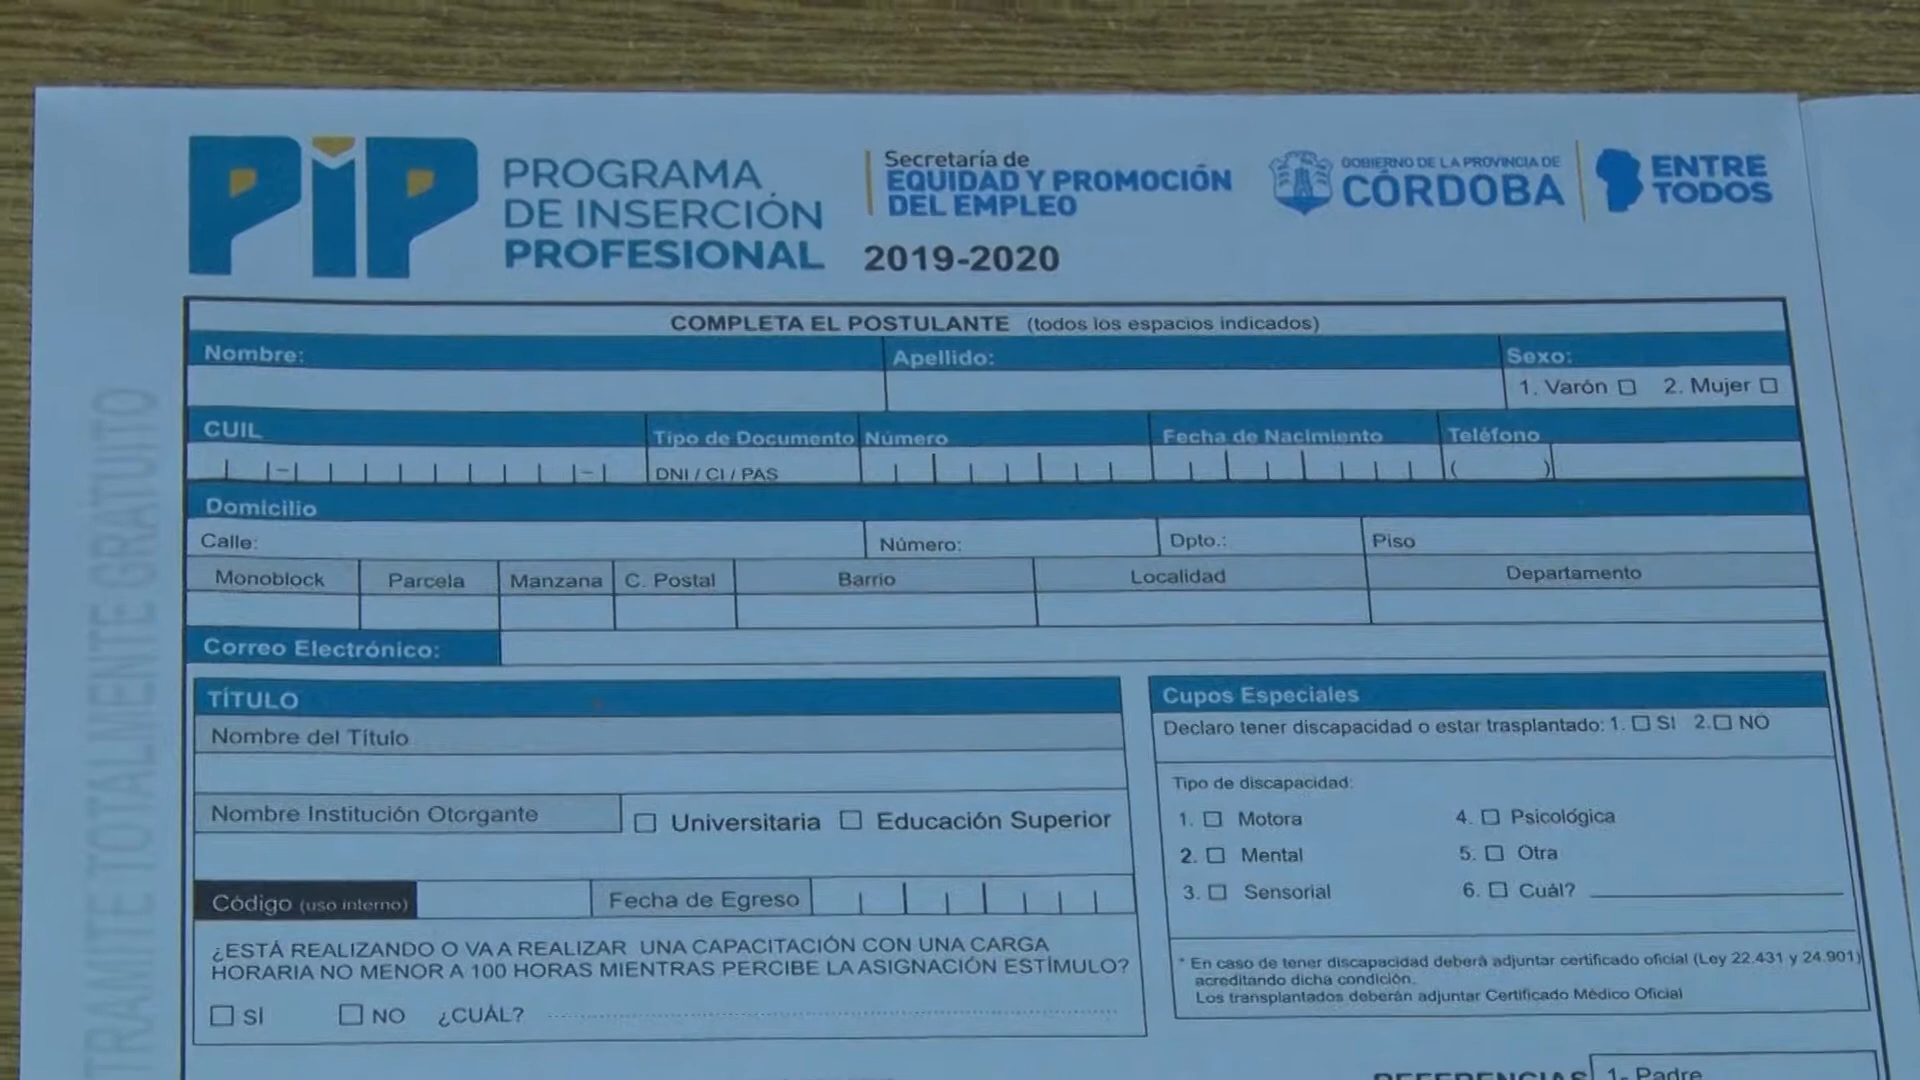 PiP
PROGRAMA
DE INSERCIÓN
PROFESIONAL
Secretaría de
EQUIDAD Y PROMOCIÓN
DEL EMPLEO
2019-2020
GOBIERNO DE LA PROVINCIA DE
CÓRDOBA
ENTRE
TODOS
TRAMITE TOTALMENTE GRATUITO
COMPLETA EL POSTULANTE (todos los espacios indicados)
Nombre: Apellido: Sexo:
1. Varón 2. Mujer
CUIL Tipo de Documento Número Fecha de Nacimiento Teléfono
- - DNI / CI / PAS ( )
Domicilio
Calle: Número: Dpto.: Piso
Monoblock Parcela Manzana C. Postal Barrio Localidad Departamento
Correo Electrónico:
TÍTULO
Nombre del Título
Nombre Institución Otorgante Universitaria Educación Superior
Código (uso interno) Fecha de Egreso
¿ESTÁ REALIZANDO O VA A REALIZAR UNA CAPACITACIÓN CON UNA CARGA
HORARIA NO MENOR A 100 HORAS MIENTRAS PERCIBE LA ASIGNACIÓN ESTÍMULO?
SÍ NO ¿CUÁL?
Cupos Especiales
Declaro tener discapacidad o estar trasplantado: 1. SI 2. NO
Tipo de discapacidad:
1. Motora 4. Psicológica
2. Mental 5. Otra
3. Sensorial 6. Cuál?
* En caso de tener discapacidad deberá adjuntar certificado oficial (Ley 22.431 y 24.901)
acreditando dicha condición.
Los transplantados deberán adjuntar Certificado Médico Oficial
REFERENCIAS 1- Padre